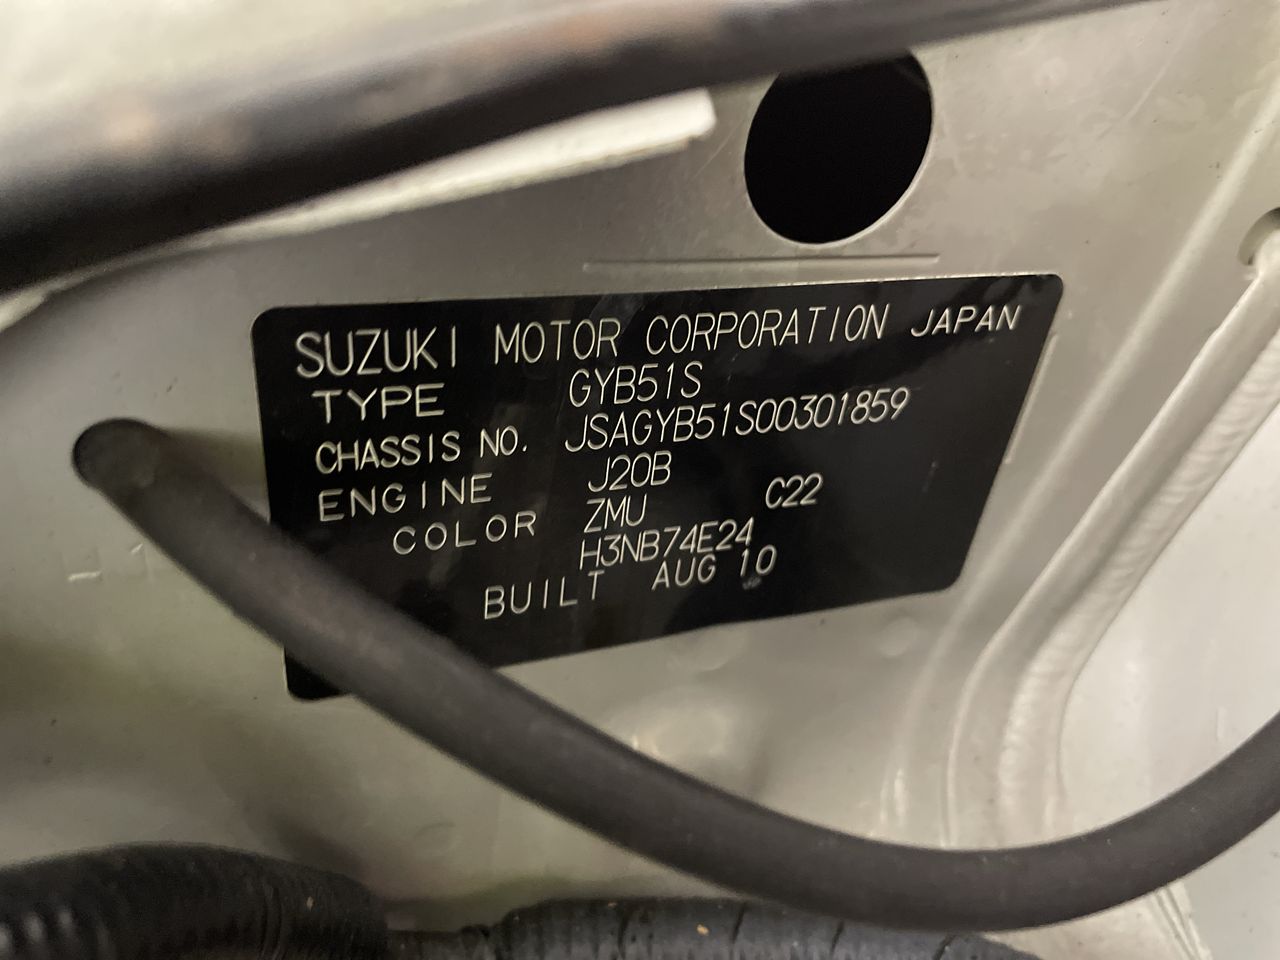 SUZUKI MOTOR CORPORATION JAPAN
TYPE GYB51S
CHASSIS NO. JSAGYB51S00301859
ENGINE J20B
COLOR ZMU C22
H3NB74E24
BUILT AUG 10